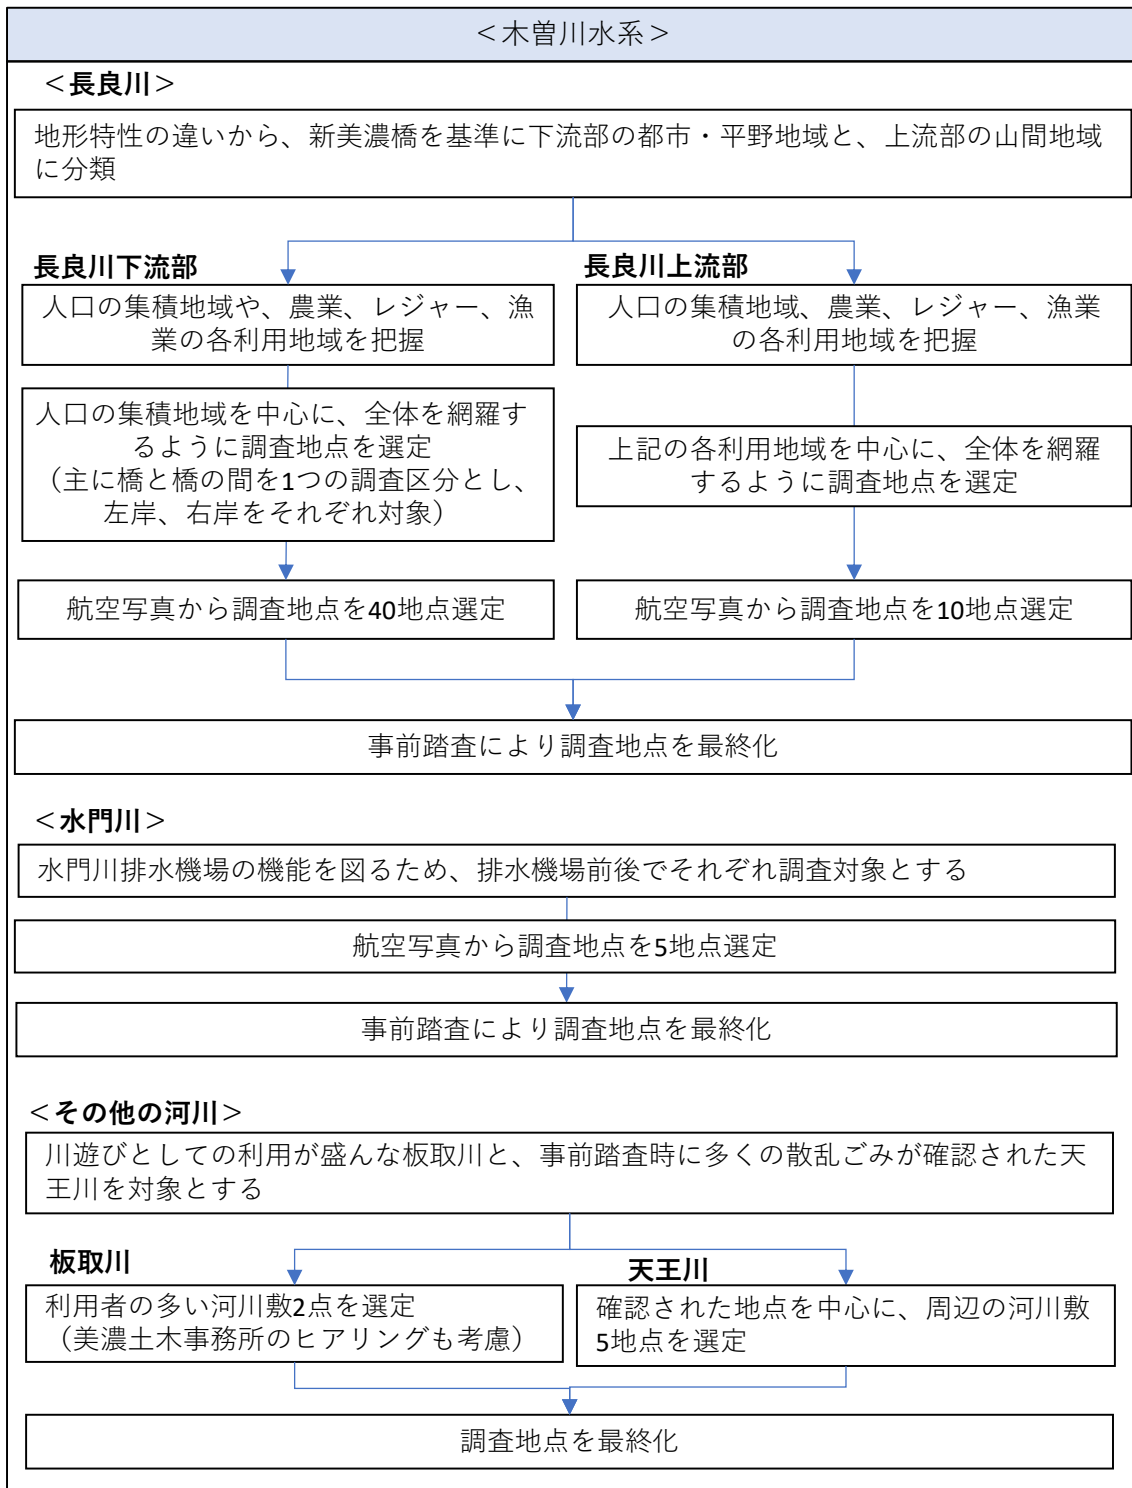 ＜木曽川水系＞
＜長良川＞
地形特性の違いから、新美濃橋を基準に下流部の都市・平野地域と、上流部の山間地域
に分類
長良川下流部
人口の集積地域や、農業、レジャー、漁
業の各利用地域を把握
人口の集積地域を中心に、全体を網羅す
るように調査地点を選定
（主に橋と橋の間を1つの調査区分とし、
左岸、右岸をそれぞれ対象）
航空写真から調査地点を40地点選定
長良川上流部
人口の集積地域、農業、レジャー、漁業
の各利用地域を把握
上記の各利用地域を中心に、全体を網羅
するように調査地点を選定
航空写真から調査地点を10地点選定
事前踏査により調査地点を最終化
＜水門川＞
水門川排水機場の機能を図るため、排水機場前後でそれぞれ調査対象とする
航空写真から調査地点を5地点選定
事前踏査により調査地点を最終化
＜その他の河川＞
川遊びとしての利用が盛んな板取川と、事前踏査時に多くの散乱ごみが確認された天
王川を対象とする
板取川
利用者の多い河川敷2点を選定
（美濃土木事務所のヒアリングも考慮）
天王川
確認された地点を中心に、周辺の河川敷
5地点を選定
調査地点を最終化